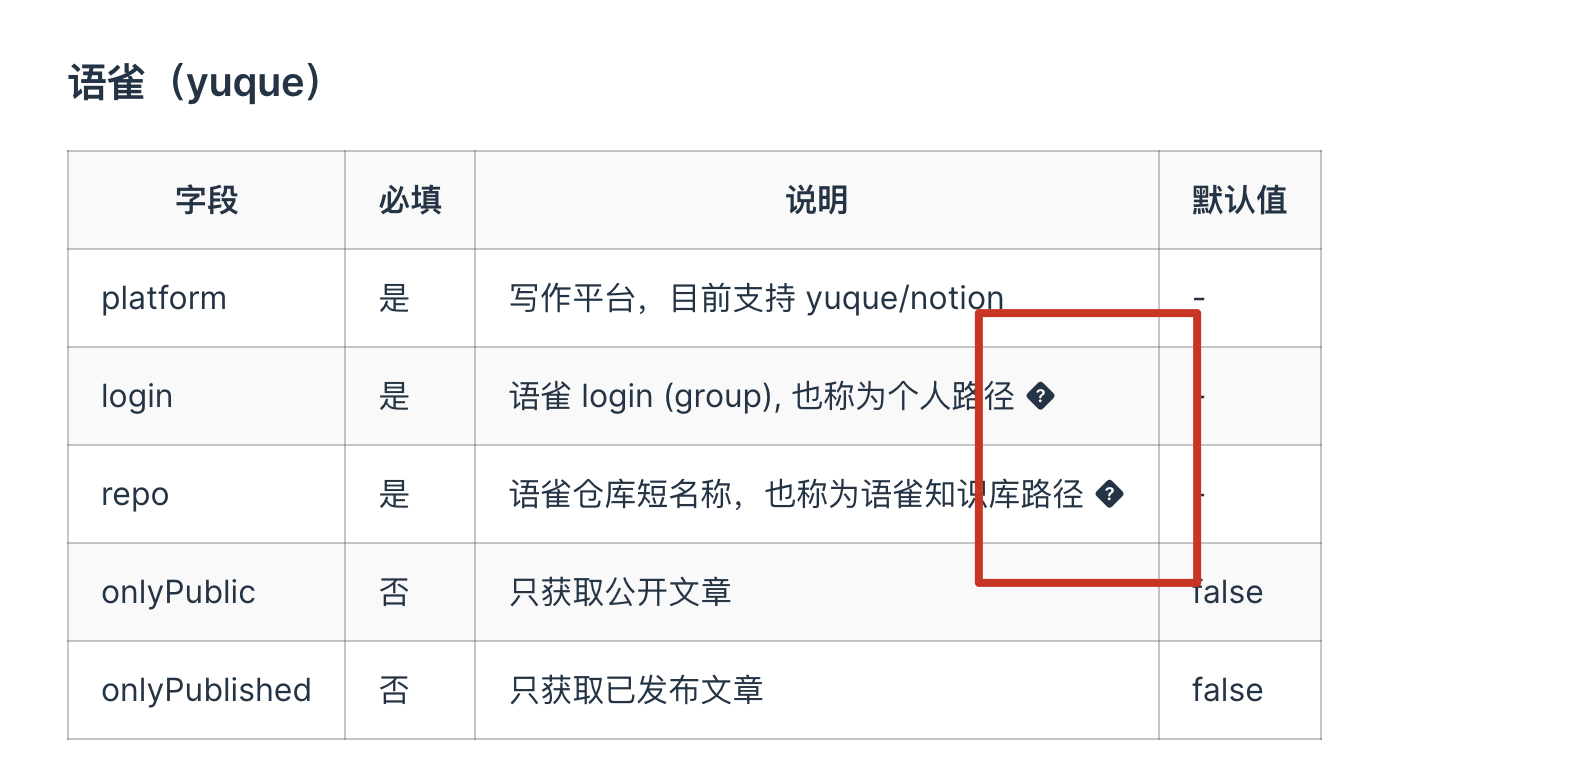 语雀（yuque）
字段 必填 说明 默认值
platform 是 写作平台，目前支持 yuque/notion -
login 是 语雀 login (group), 也称为个人路径 ? -
repo 是 语雀仓库短名称，也称为语雀知识库路径 ? -
onlyPublic 否 只获取公开文章 false
onlyPublished 否 只获取已发布文章 false